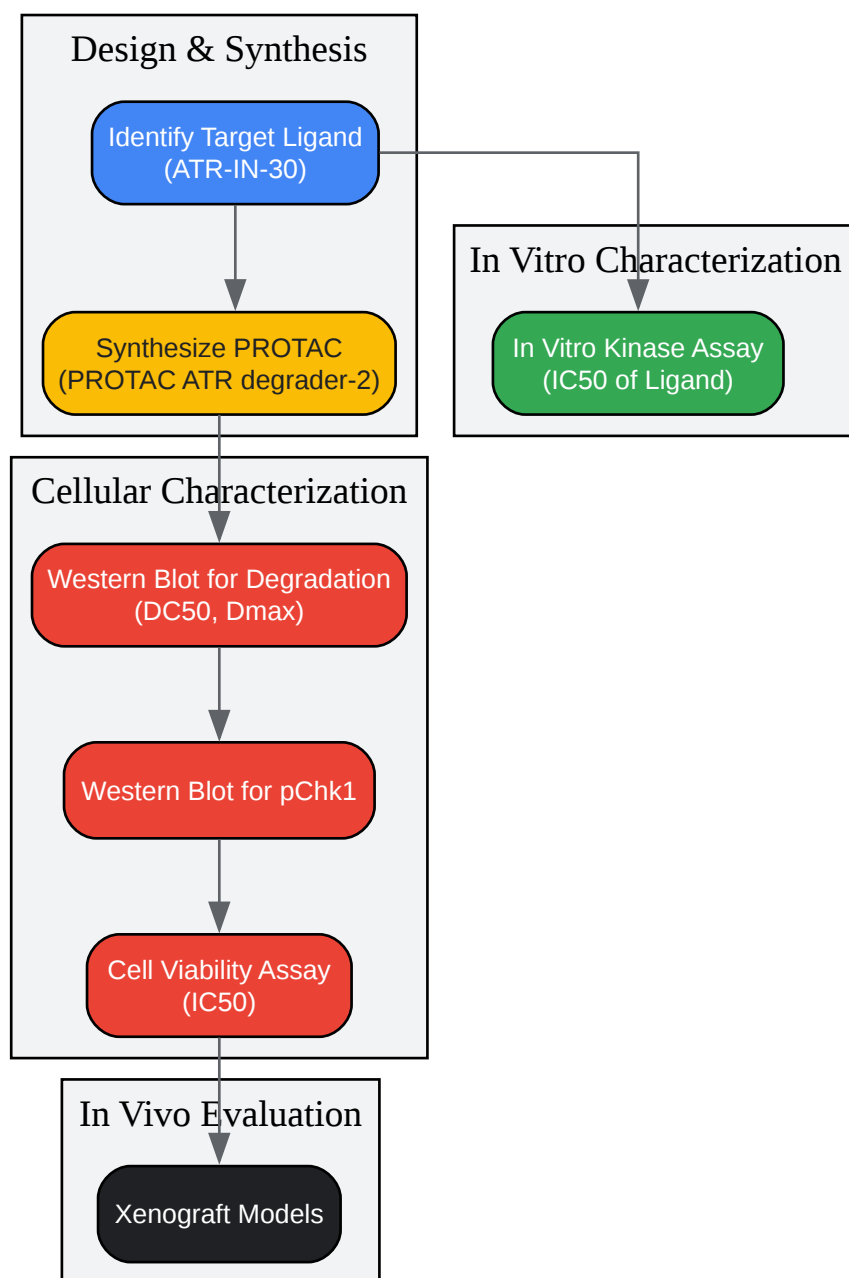 Design & Synthesis
Identify Target Ligand
(ATR-IN-30)
In Vitro Characterization
Synthesize PROTAC
(PROTAC ATR degrader-2)
In Vitro Kinase Assay
(IC50 of Ligand)
Cellular Characterization
Western Blot for Degradation
(DC50, Dmax)
Western Blot for pChk1
Cell Viability Assay
(IC50)
In Vivo Evaluation
Xenograft Models